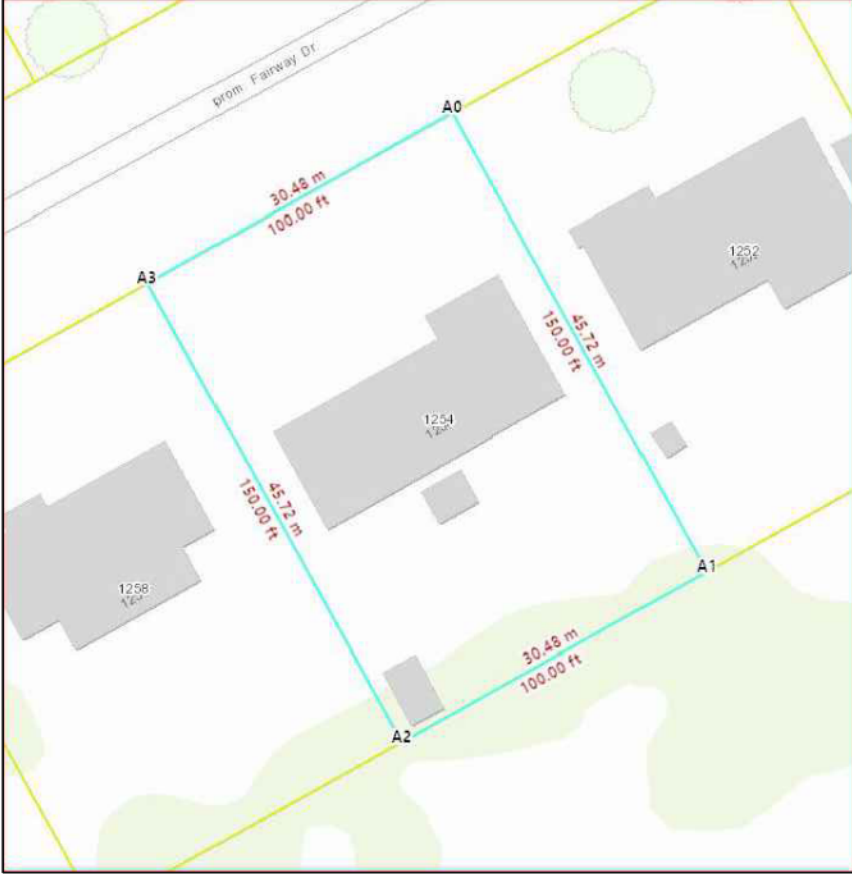 prom Fairway Dr
A0
30.48 m
100.00 ft
A3
1252
45.72 m
150.00 ft
1254
45.72 m
150.00 ft
A1
1258
30.48 m
100.00 ft
A2